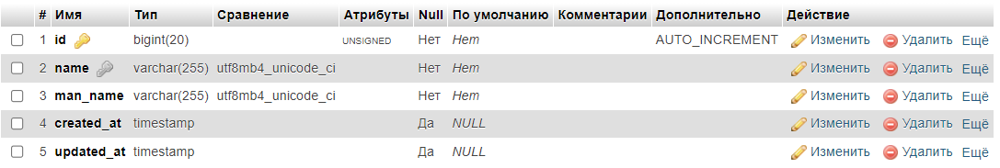 # Имя Тип Сравнение Атрибуты Null По умолчанию Комментарии Дополнительно Действие
1 id bigint(20) UNSIGNED Нет Нет AUTO_INCREMENT Изменить Удалить Ещё
2 name varchar(255) utf8mb4_unicode_ci Нет Нет Изменить Удалить Ещё
3 man_name varchar(255) utf8mb4_unicode_ci Нет Нет Изменить Удалить Ещё
4 created_at timestamp Да NULL Изменить Удалить Ещё
5 updated_at timestamp Да NULL Изменить Удалить Ещё